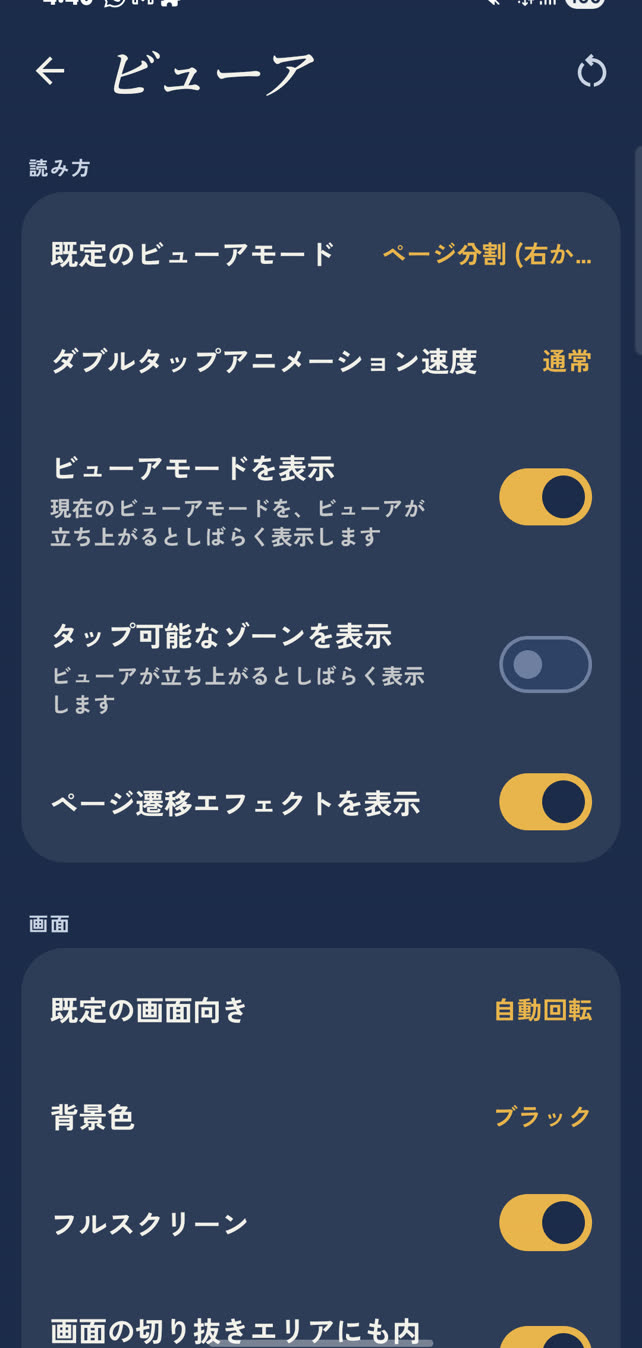 ビューア
読み方
既定のビューアモード
ページ分割 (右か...
ダブルタップアニメーション速度
通常
ビューアモードを表示
現在のビューアモードを、ビューアが
立ち上がるとしばらく表示します
タップ可能なゾーンを表示
ビューアが立ち上がるとしばらく表示
します
ページ遷移エフェクトを表示
画面
既定の画面向き
自動回転
背景色
ブラック
フルスクリーン
画面の切り抜きエリアにも内